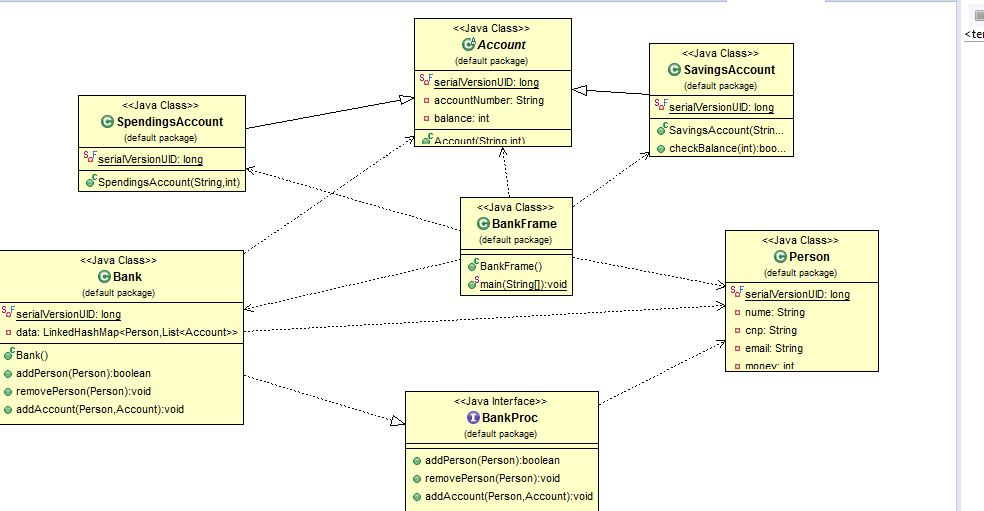 <<Java Class>>
Account
(default package)
serialVersionUID: long
accountNumber: String
balance: int
Account(String,int)
<<Java Class>>
SavingsAccount
(default package)
serialVersionUID: long
SavingsAccount(Strin...
checkBalance(int):boo...
<<Java Class>>
SpendingsAccount
(default package)
serialVersionUID: long
SpendingsAccount(String,int)
<<Java Class>>
BankFrame
(default package)
BankFrame()
main(String[]):void
<<Java Class>>
Person
(default package)
serialVersionUID: long
nume: String
cnp: String
email: String
money: int
<<Java Class>>
Bank
(default package)
serialVersionUID: long
data: LinkedHashMap<Person,List<Account>>
Bank()
addPerson(Person):boolean
removePerson(Person):void
addAccount(Person,Account):void
<<Java Interface>>
BankProc
(default package)
addPerson(Person):boolean
removePerson(Person):void
addAccount(Person,Account):void